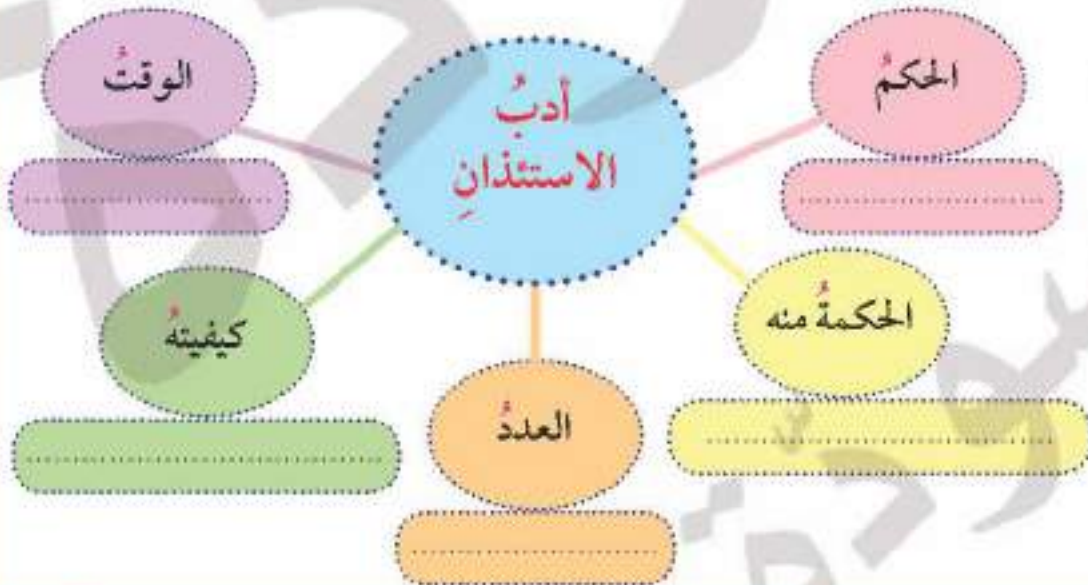 أدبُ
الاستئذانِ
الحكمُ
الحكمةُ منه
العددُ
كيفيتهُ
الوقتُ